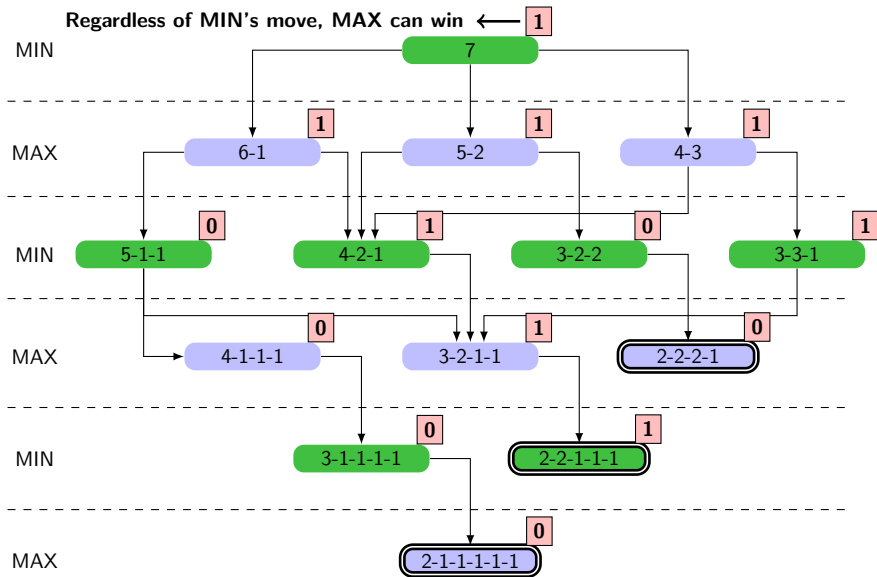 Regardless of MIN's move, MAX can win 1
MIN 7
1 1 1
MAX 6-1 5-2 4-3
0 1 0 1
MIN 5-1-1 4-2-1 3-2-2 3-3-1
0 1 0
MAX 4-1-1-1 3-2-1-1 2-2-2-1
0 1
MIN 3-1-1-1-1 2-2-1-1-1
0
MAX 2-1-1-1-1-1